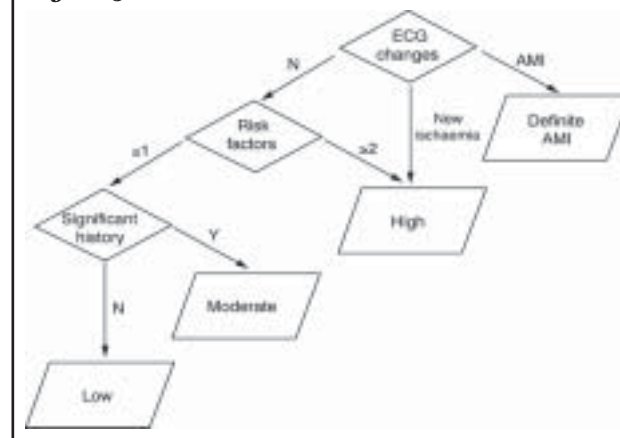 ECG
changes
N
AMI
New
ischaemia
Definite
AMI
Risk
factors
≤1
≥2
High
Significant
history
Y
N
Moderate
Low